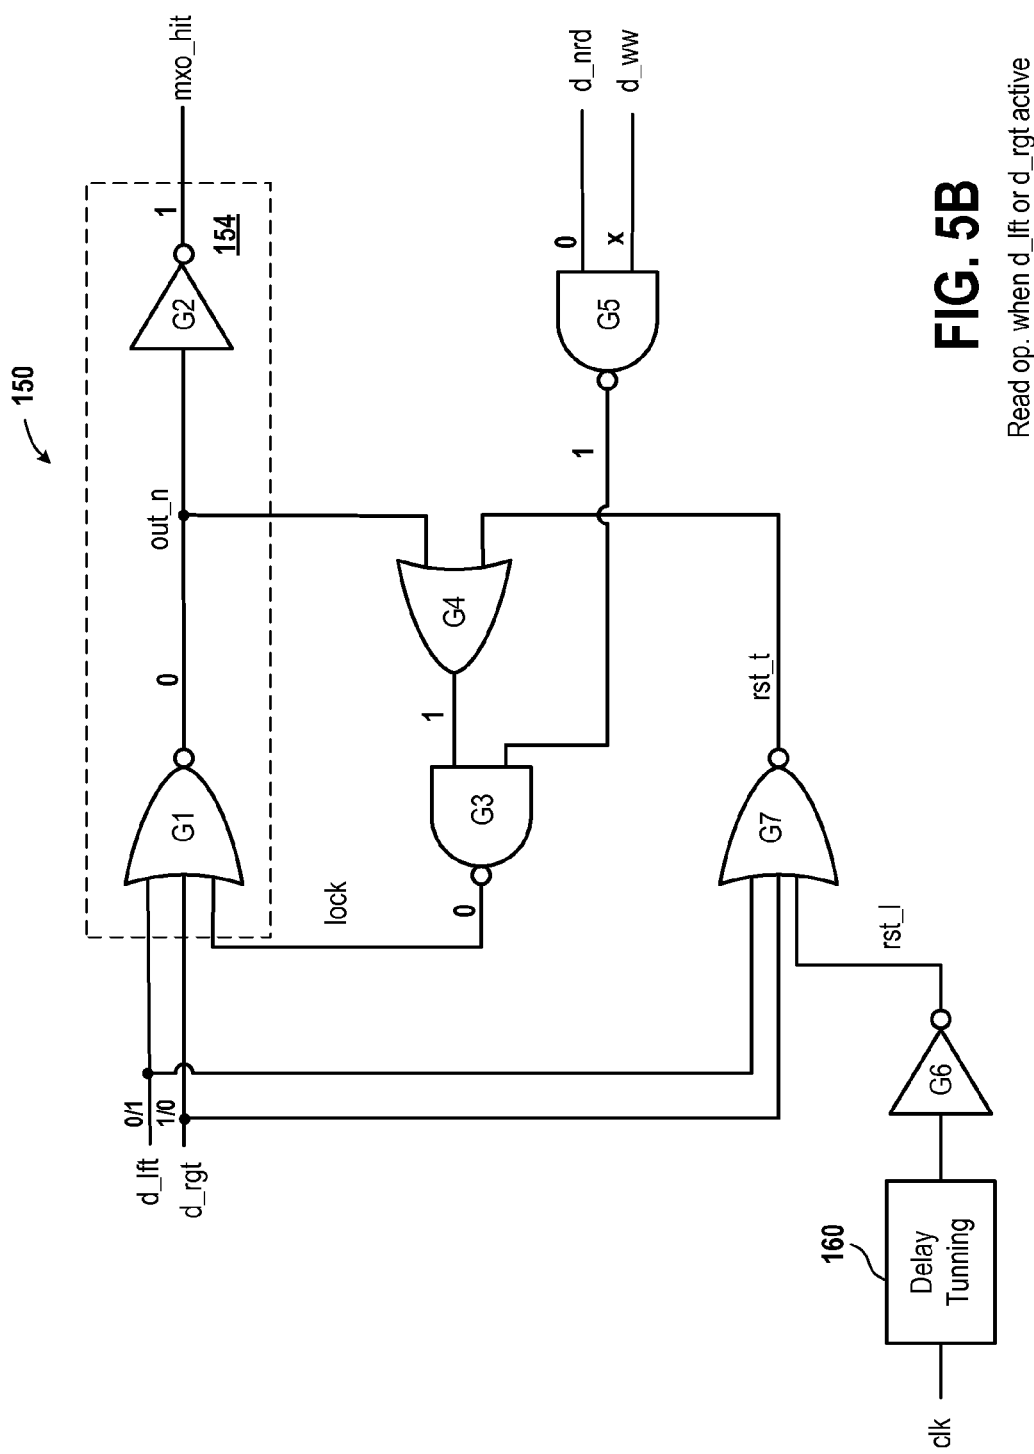 150
mxo_hit
1
154
G2
out_n
0
G1
d_lft
0/1
1/0
d_rgt
lock
0
G3
1
G4
1
G5
0
x
d_nrd
d_ww
rst_t
G7
rst_l
G6
160
Delay
Tunning
clk
FIG. 5B
Read op. when d_lft or d_rgt active